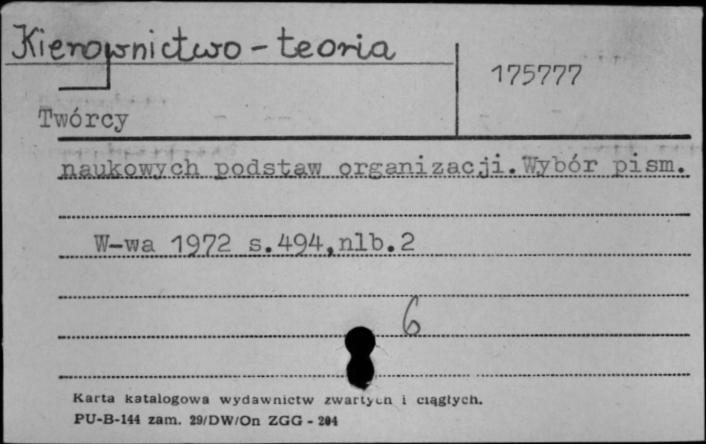 Kierownictwo - teoria
175777
Twórcy
naukowych podstaw organizacji.Wybór pism.
W-wa 1972 s.494,nlb.2
6
Karta katalogowa wydawnictw zwartych i ciągłych.
PU-B-144 zam. 29/DW/On ZGG - 204